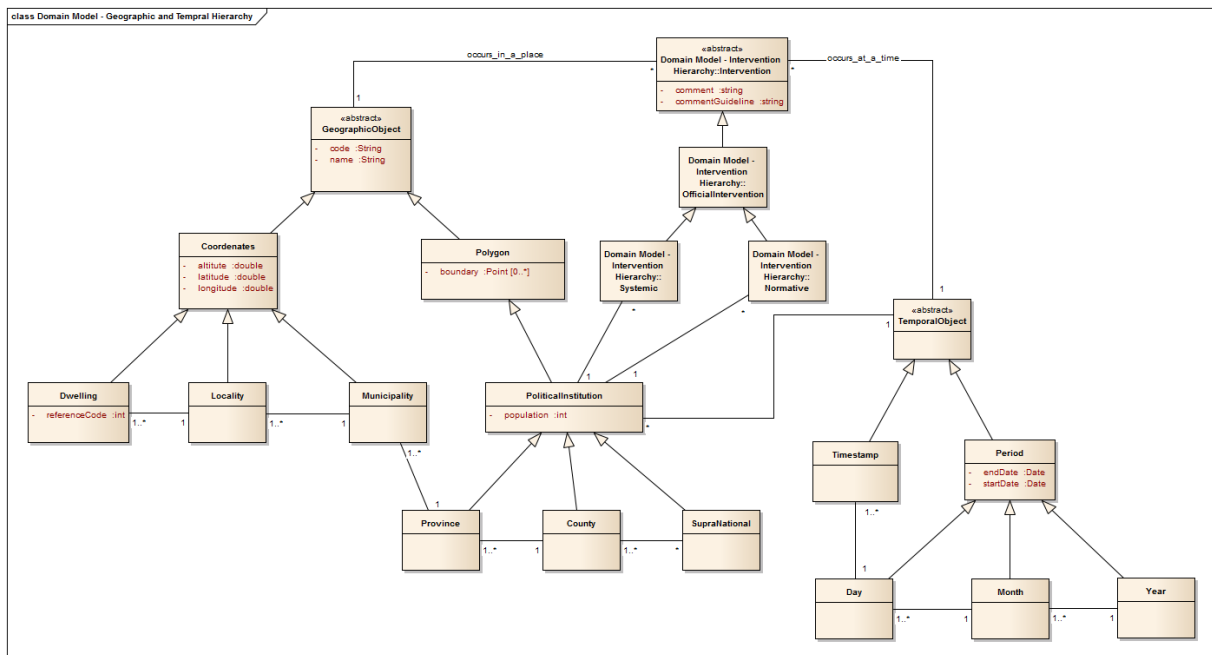 class Domain Model - Geographic and Tempral Hierarchy
occurs_in_a_place
1
*
«abstract»
Domain Model - Intervention
Hierarchy::Intervention
- comment :string
- commentGuideline :string
occurs_at_a_time
*
1
«abstract»
GeographicObject
- code :String
- name :String
Domain Model -
Intervention
Hierarchy::
OfficialIntervention
Coordenates
- altitute :double
- latitude :double
- longitude :double
Polygon
- boundary :Point [0..*]
Domain Model -
Intervention
Hierarchy::
Systemic
*
1
Domain Model -
Intervention
Hierarchy::
Normative
*
1
«abstract»
TemporalObject
1
*
Dwelling
- referenceCode :int
1..*
1
Locality
1..*
1
Municipality
1..*
1
PoliticalInstitution
- population :int
Timestamp
1..*
1
Period
- endDate :Date
- startDate :Date
Province
1..*
1
County
1..*
*
SupraNational
Day
1..*
1
Month
1..*
1
Year